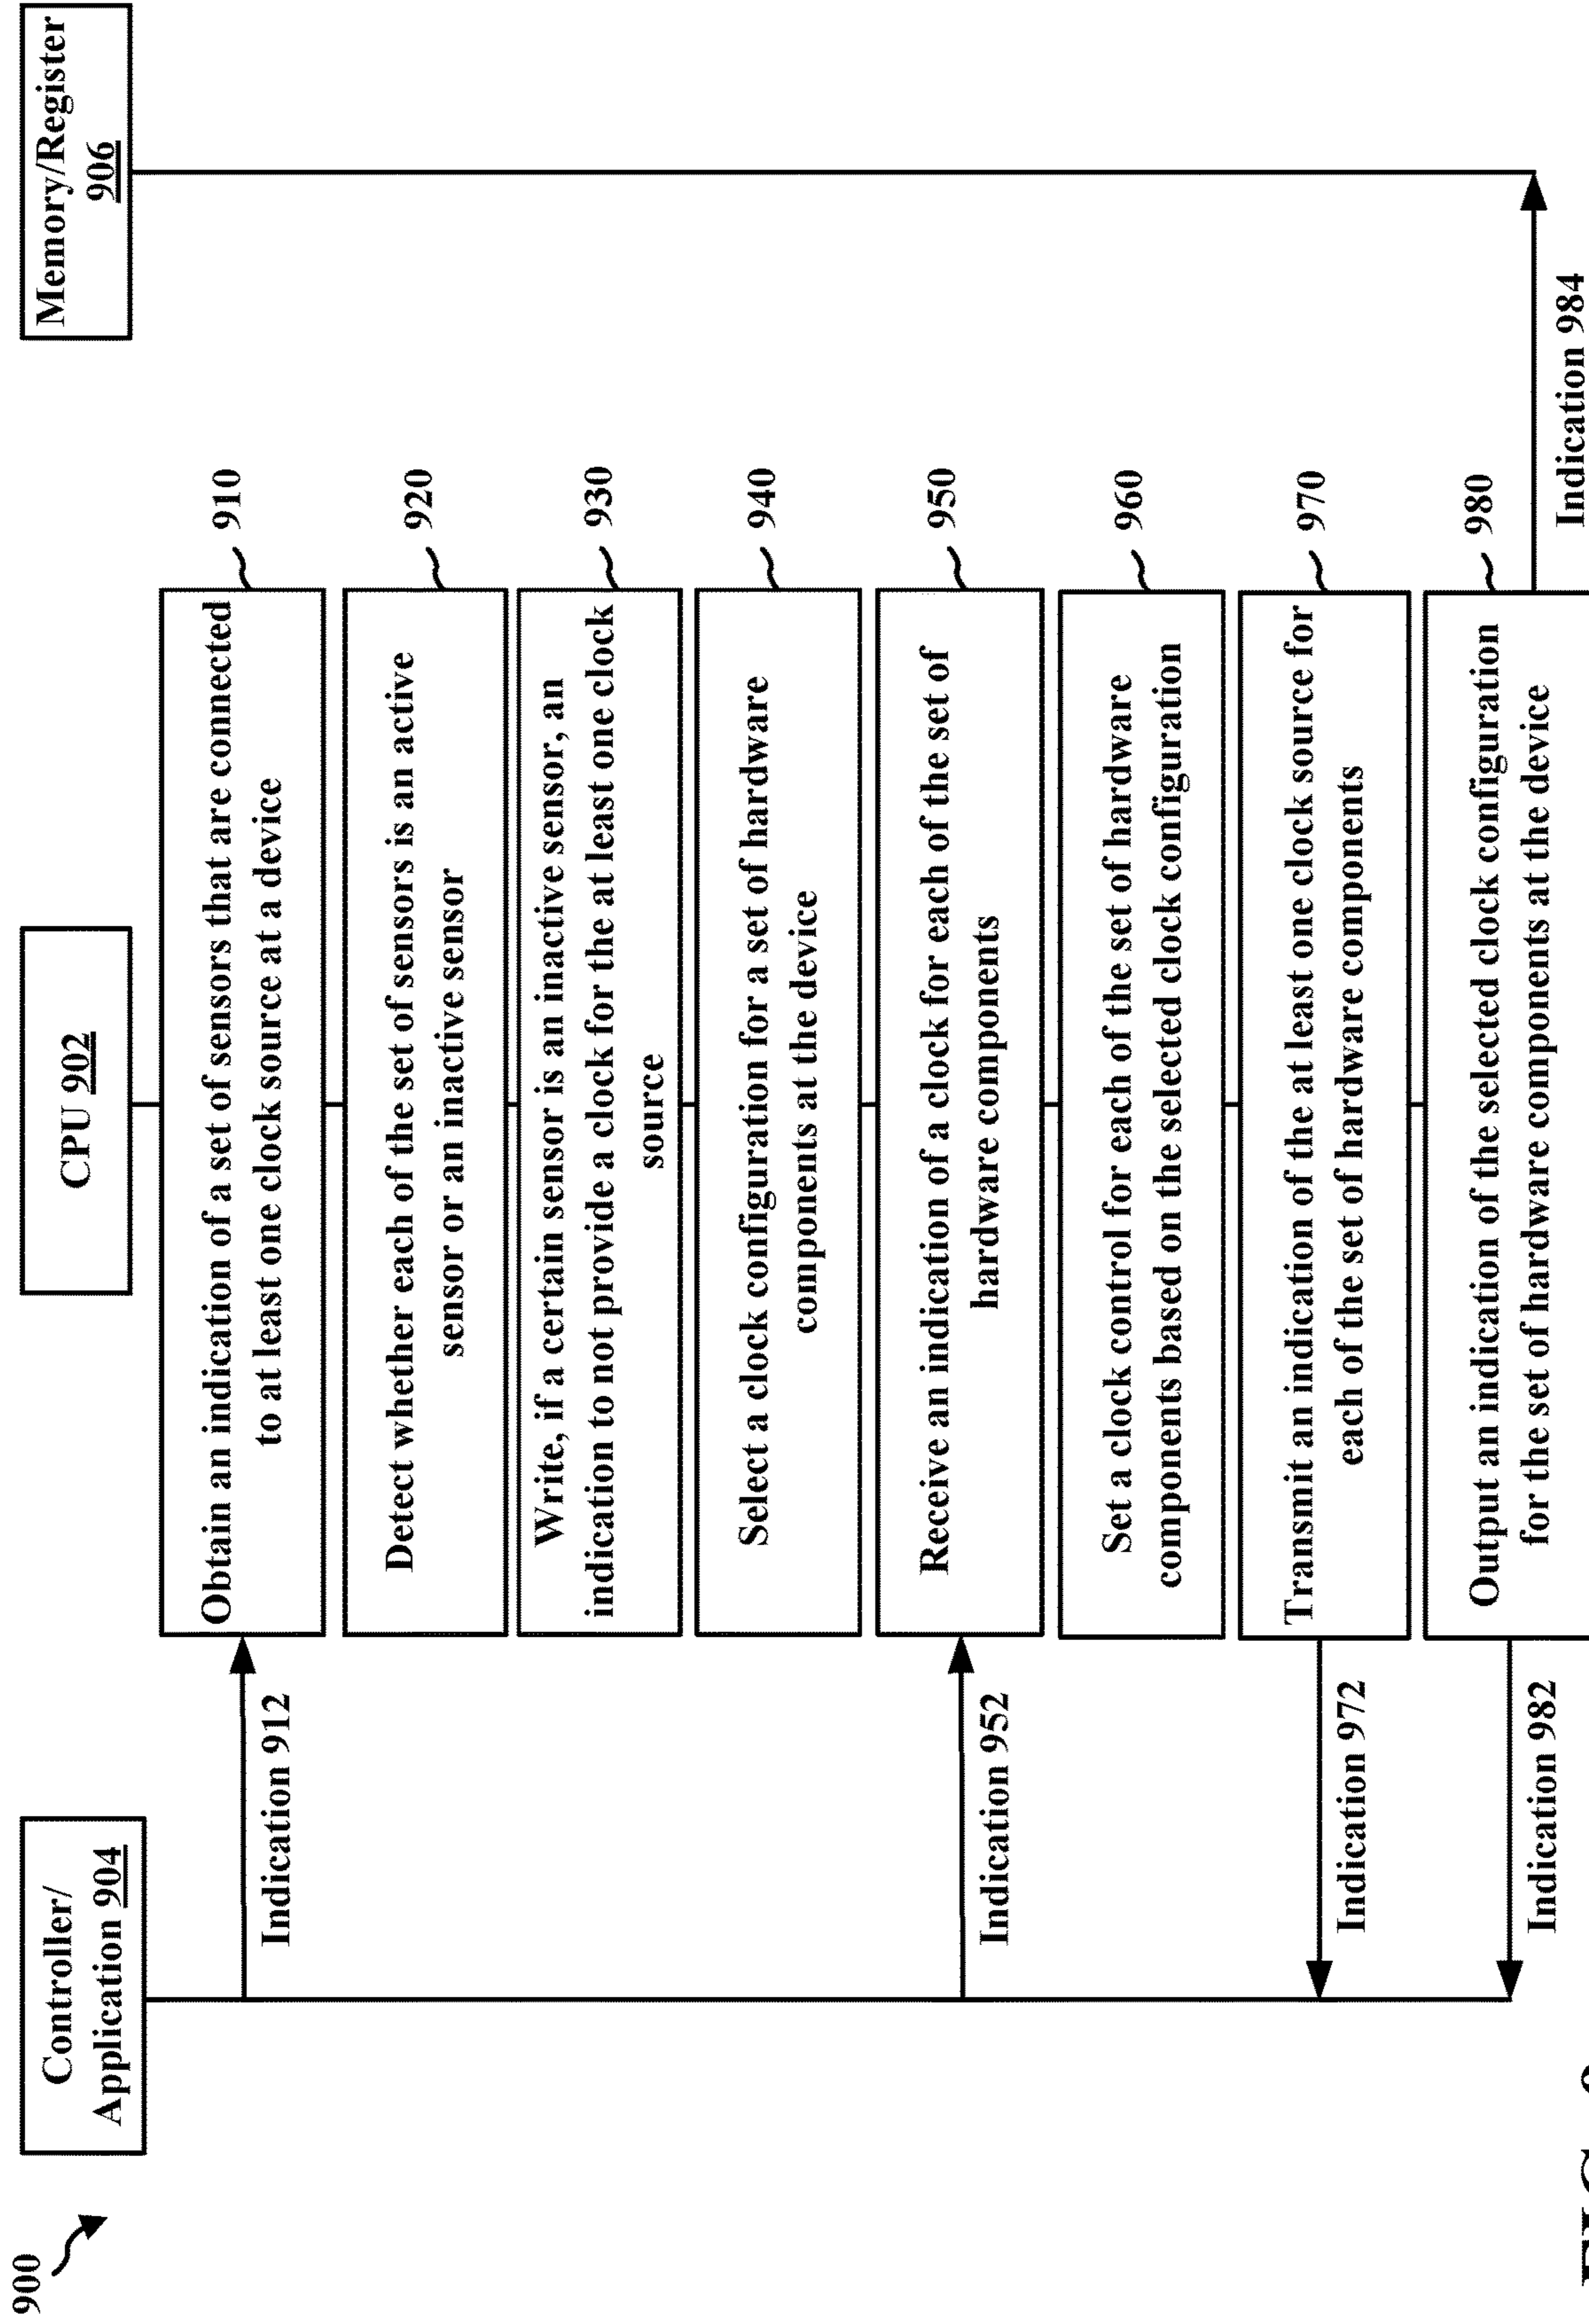 900
Controller/
Application 904
CPU 902
Memory/Register
906
Obtain an indication of a set of sensors that are connected
to at least one clock source at a device
910
Indication 912
Detect whether each of the set of sensors is an active
sensor or an inactive sensor
920
Write, if a certain sensor is an inactive sensor, an
indication to not provide a clock for the at least one clock
source
930
Select a clock configuration for a set of hardware
components at the device
940
Receive an indication of a clock for each of the set of
hardware components
950
Indication 952
Set a clock control for each of the set of hardware
components based on the selected clock configuration
960
Transmit an indication of the at least one clock source for
each of the set of hardware components
970
Indication 972
Output an indication of the selected clock configuration
for the set of hardware components at the device
980
Indication 982
Indication 984